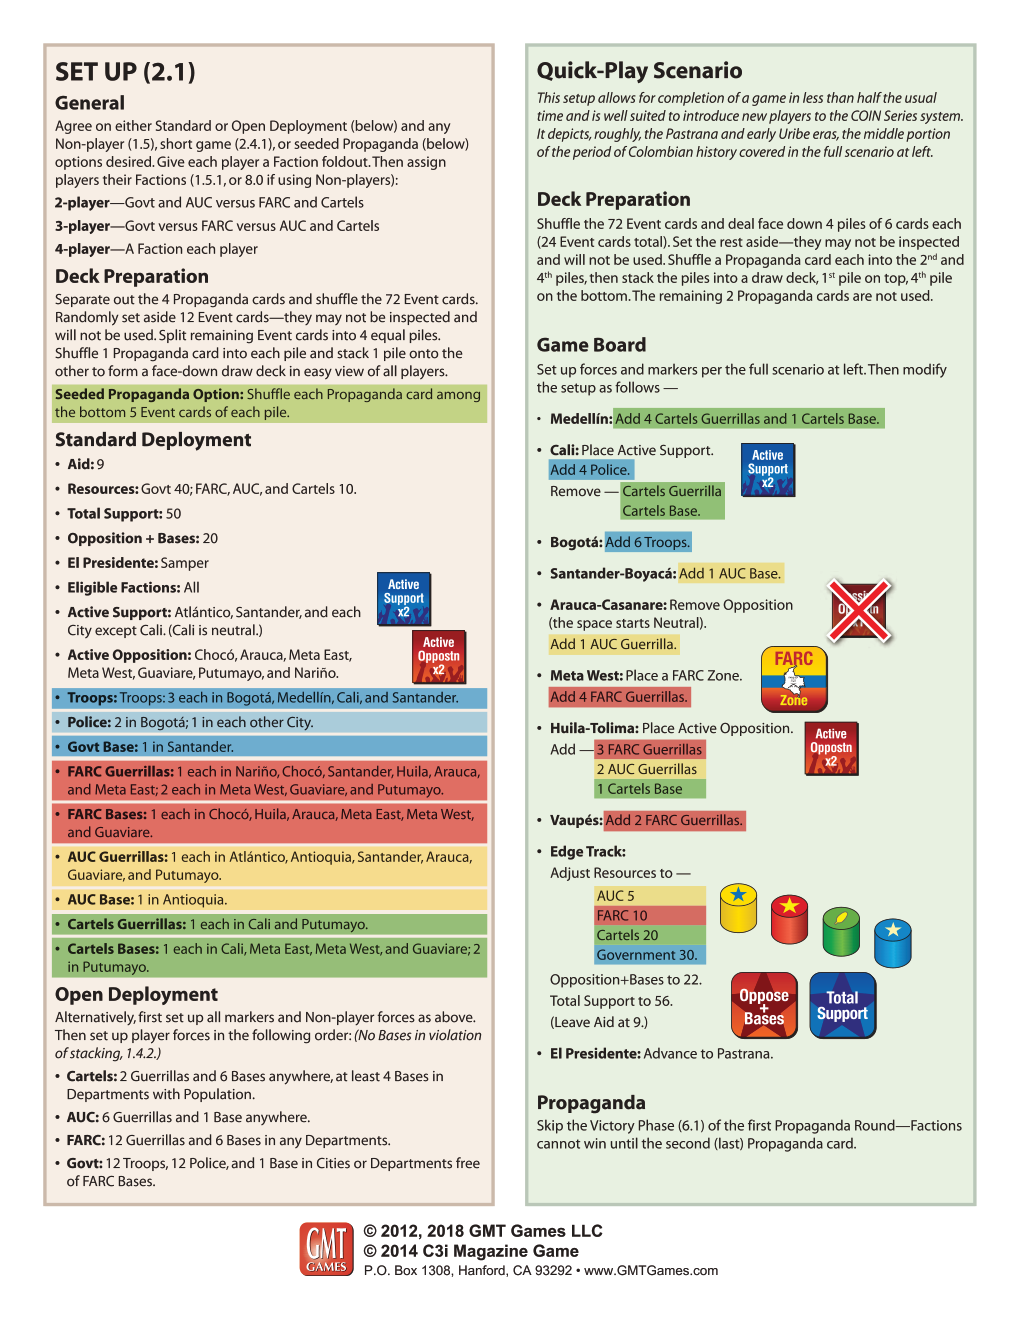 SET UP (2.1)
General
Agree on either Standard or Open Deployment (below) and any
Non-player (1.5), short game (2.4.1), or seeded Propaganda (below)
options desired. Give each player a Faction foldout. Then assign
players their Factions (1.5.1, or 8.0 if using Non-players):
2-player—Govt and AUC versus FARC and Cartels
3-player—Govt versus FARC versus AUC and Cartels
4-player—A Faction each player
Deck Preparation
Separate out the 4 Propaganda cards and shuffle the 72 Event cards.
Randomly set aside 12 Event cards—they may not be inspected and
will not be used. Split remaining Event cards into 4 equal piles.
Shuffle 1 Propaganda card into each pile and stack 1 pile onto the
other to form a face-down draw deck in easy view of all players.
Seeded Propaganda Option: Shuffle each Propaganda card among
the bottom 5 Event cards of each pile.
Standard Deployment
• Aid: 9
• Resources: Govt 40; FARC, AUC, and Cartels 10.
• Total Support: 50
• Opposition + Bases: 20
• El Presidente: Samper
• Eligible Factions: All
• Active Support: Atlántico, Santander, and each
City except Cali. (Cali is neutral.)
Active
Support
x2
• Active Opposition: Chocó, Arauca, Meta East,
Meta West, Guaviare, Putumayo, and Nariño.
Active
Oppostn
x2
• Troops: Troops: 3 each in Bogotá, Medellín, Cali, and Santander.
• Police: 2 in Bogotá; 1 in each other City.
• Govt Base: 1 in Santander.
• FARC Guerrillas: 1 each in Nariño, Chocó, Santander, Huila, Arauca,
and Meta East; 2 each in Meta West, Guaviare, and Putumayo.
• FARC Bases: 1 each in Chocó, Huila, Arauca, Meta East, Meta West,
and Guaviare.
• AUC Guerrillas: 1 each in Atlántico, Antioquia, Santander, Arauca,
Guaviare, and Putumayo.
• AUC Base: 1 in Antioquia.
• Cartels Guerrillas: 1 each in Cali and Putumayo.
• Cartels Bases: 1 each in Cali, Meta East, Meta West, and Guaviare; 2
in Putumayo.
Open Deployment
Alternatively, first set up all markers and Non-player forces as above.
Then set up player forces in the following order: (No Bases in violation
of stacking, 1.4.2.)
• Cartels: 2 Guerrillas and 6 Bases anywhere, at least 4 Bases in
Departments with Population.
• AUC: 6 Guerrillas and 1 Base anywhere.
• FARC: 12 Guerrillas and 6 Bases in any Departments.
• Govt: 12 Troops, 12 Police, and 1 Base in Cities or Departments free
of FARC Bases.
Quick-Play Scenario
This setup allows for completion of a game in less than half the usual
time and is well suited to introduce new players to the COIN Series system.
It depicts, roughly, the Pastrana and early Uribe eras, the middle portion
of the period of Colombian history covered in the full scenario at left.
Deck Preparation
Shuffle the 72 Event cards and deal face down 4 piles of 6 cards each
(24 Event cards total). Set the rest aside—they may not be inspected
and will not be used. Shuffle a Propaganda card each into the 2nd and
4th piles, then stack the piles into a draw deck, 1st pile on top, 4th pile
on the bottom. The remaining 2 Propaganda cards are not used.
Game Board
Set up forces and markers per the full scenario at left. Then modify
the setup as follows —
• Medellín: Add 4 Cartels Guerrillas and 1 Cartels Base.
• Cali: Place Active Support.
Add 4 Police.
Remove — Cartels Guerrilla
Cartels Base.
Active
Support
x2
• Bogotá: Add 6 Troops.
• Santander-Boyacá: Add 1 AUC Base.
• Arauca-Casanare: Remove Opposition
(the space starts Neutral).
Add 1 AUC Guerrilla.
• Meta West: Place a FARC Zone.
Add 4 FARC Guerrillas.
FARC
Zone
• Huila-Tolima: Place Active Opposition.
Add — 3 FARC Guerrillas
2 AUC Guerrillas
1 Cartels Base
Active
Oppostn
x2
• Vaupés: Add 2 FARC Guerrillas.
• Edge Track:
Adjust Resources to —
AUC 5
FARC 10
Cartels 20
Government 30.
Opposition+Bases to 22.
Total Support to 56.
(Leave Aid at 9.)
Oppose
+
Bases
Total
Support
• El Presidente: Advance to Pastrana.
Propaganda
Skip the Victory Phase (6.1) of the first Propaganda Round—Factions
cannot win until the second (last) Propaganda card.
GMT
GAMES
© 2012, 2018 GMT Games LLC
© 2014 C3i Magazine Game
P.O. Box 1308, Hanford, CA 93292 • www.GMTGames.com